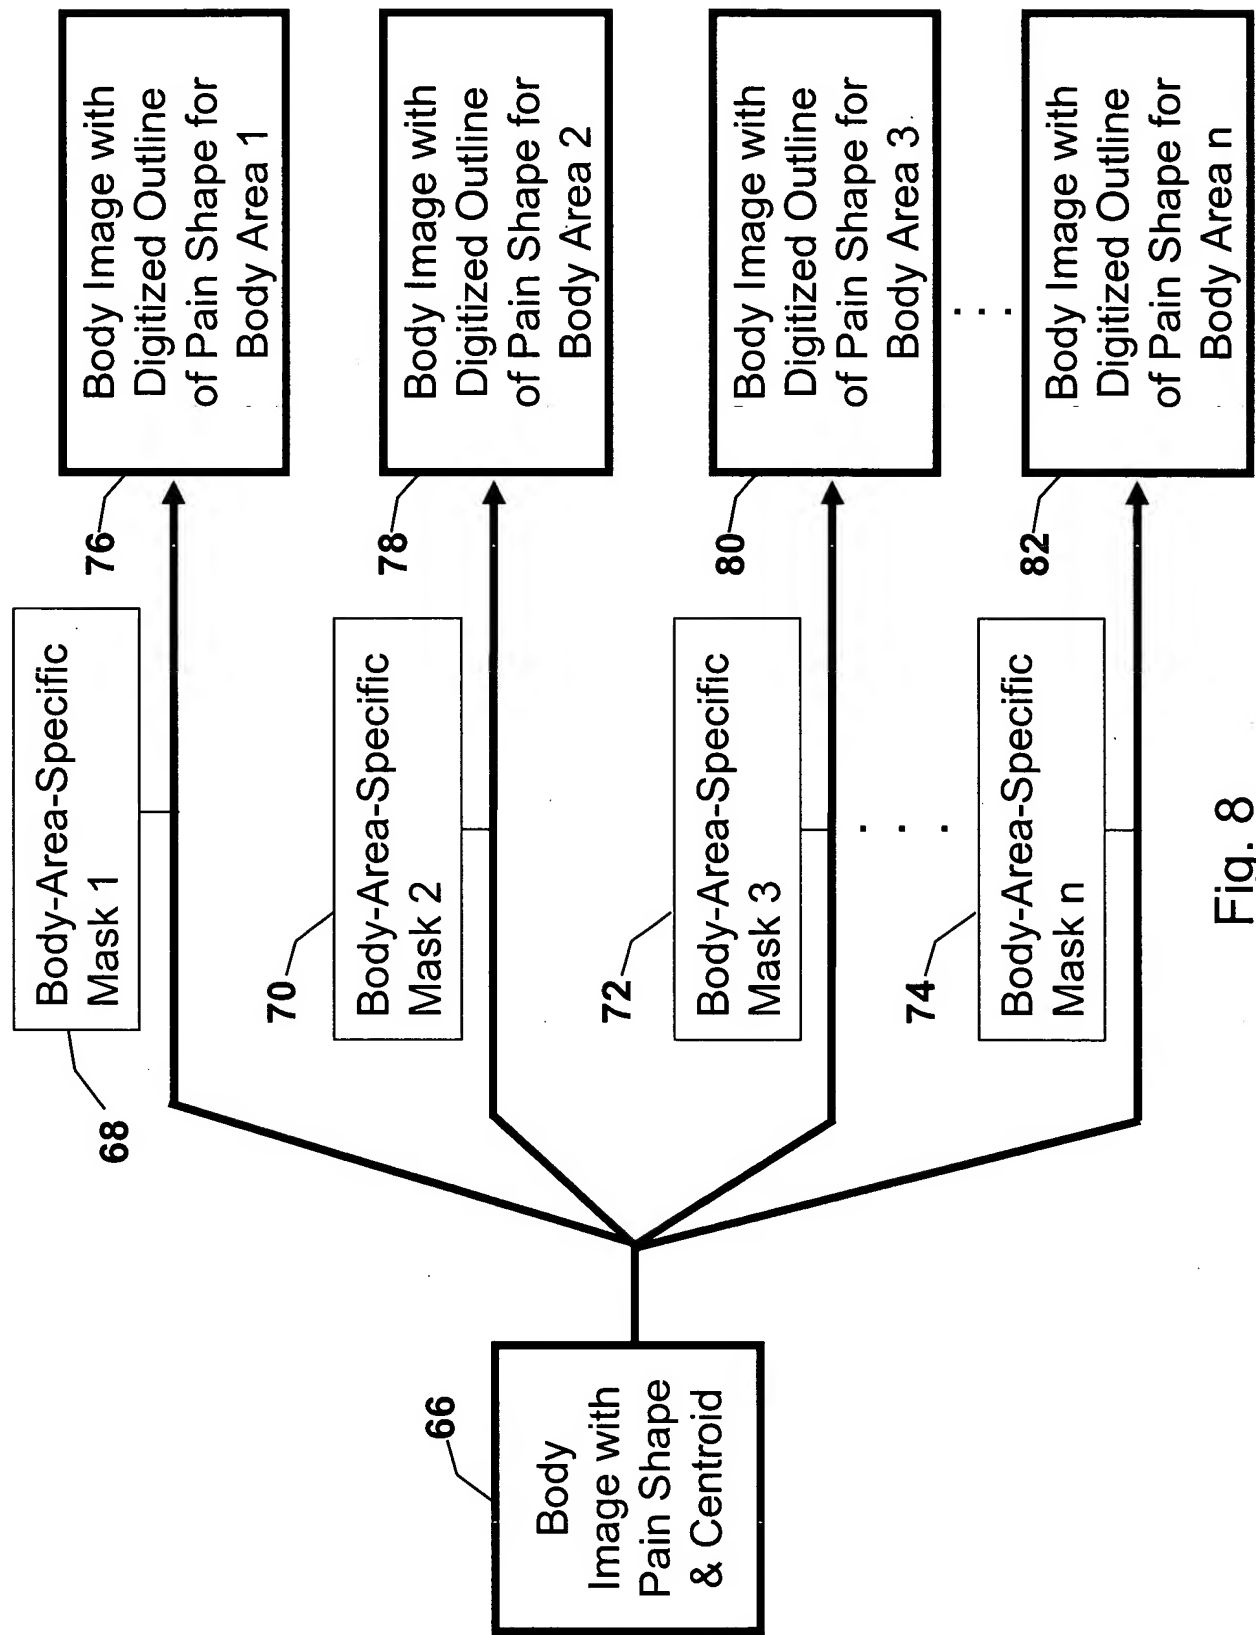 66
Body
Image with
Pain Shape
& Centroid
68
Body-Area-Specific
Mask 1
76
Body Image with
Digitized Outline
of Pain Shape for
Body Area 1
70
Body-Area-Specific
Mask 2
78
Body Image with
Digitized Outline
of Pain Shape for
Body Area 2
72
Body-Area-Specific
Mask 3
80
Body Image with
Digitized Outline
of Pain Shape for
Body Area 3
. . .
. . .
74
Body-Area-Specific
Mask n
82
Body Image with
Digitized Outline
of Pain Shape for
Body Area n
Fig. 8